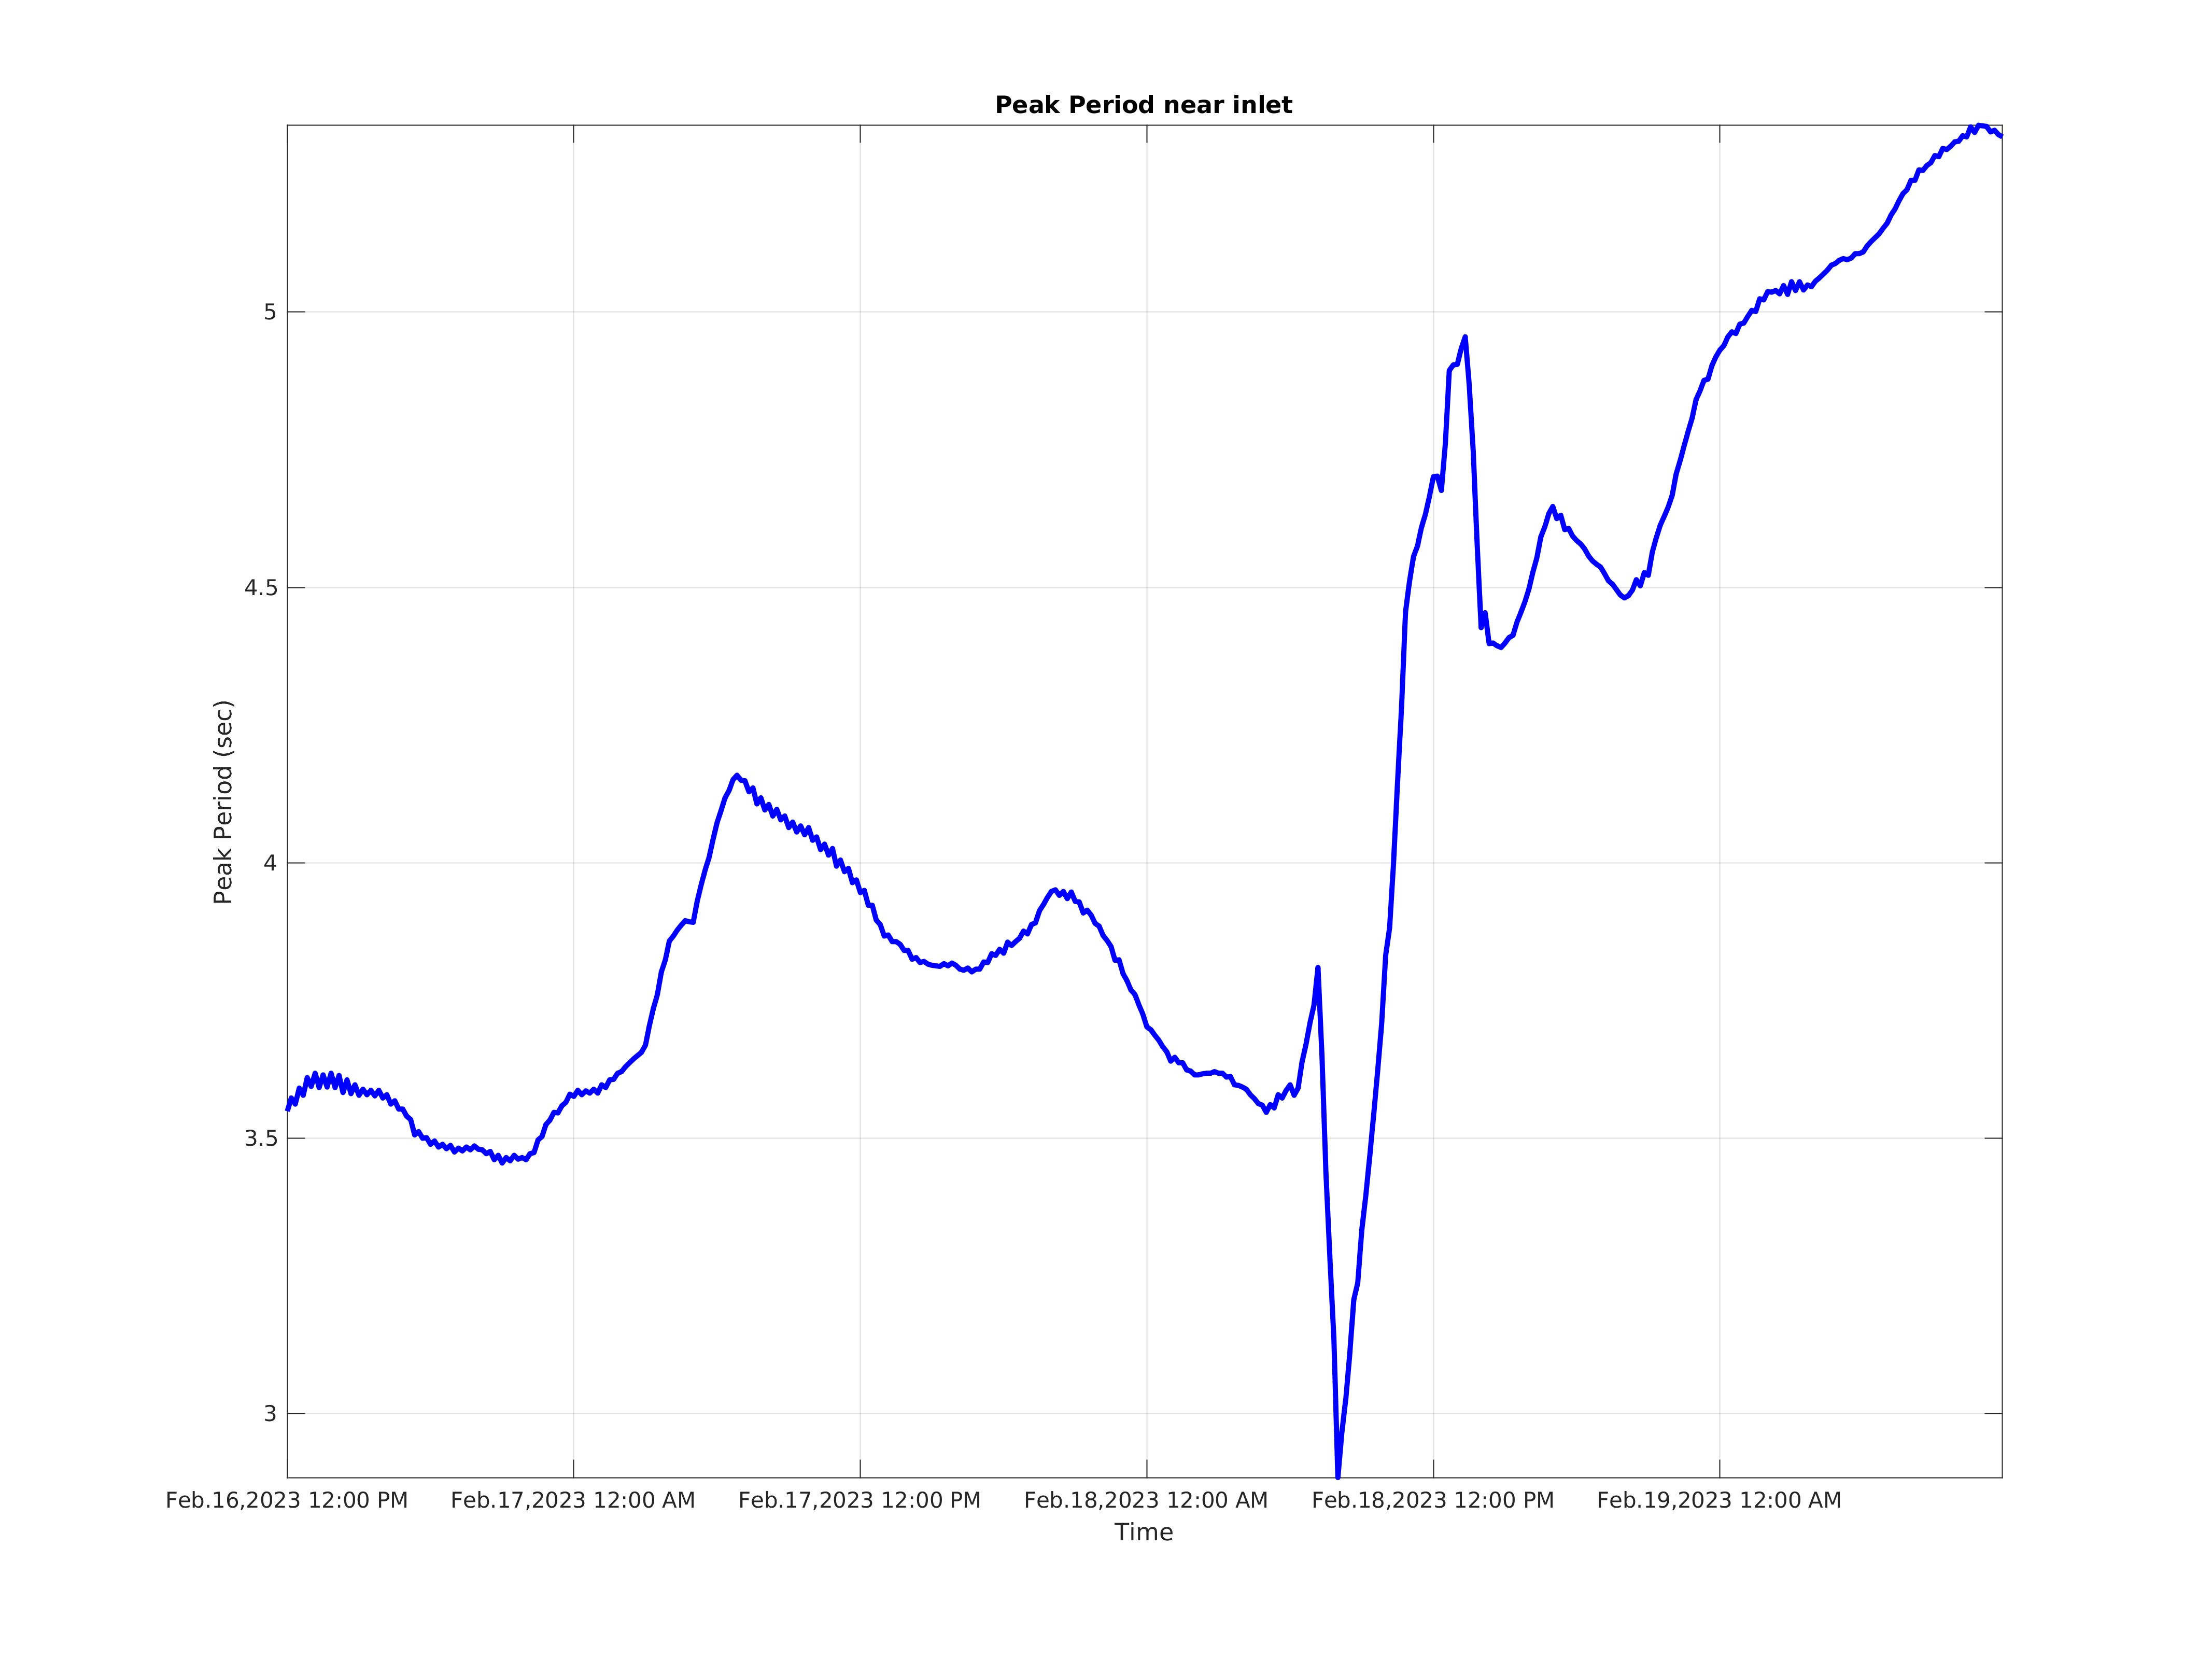 Peak Period near inlet
5
4.5
4
3.5
3
Peak Period (sec)
Feb.16,2023 12:00 PM
Feb.17,2023 12:00 AM
Feb.17,2023 12:00 PM
Feb.18,2023 12:00 AM
Feb.18,2023 12:00 PM
Feb.19,2023 12:00 AM
Time